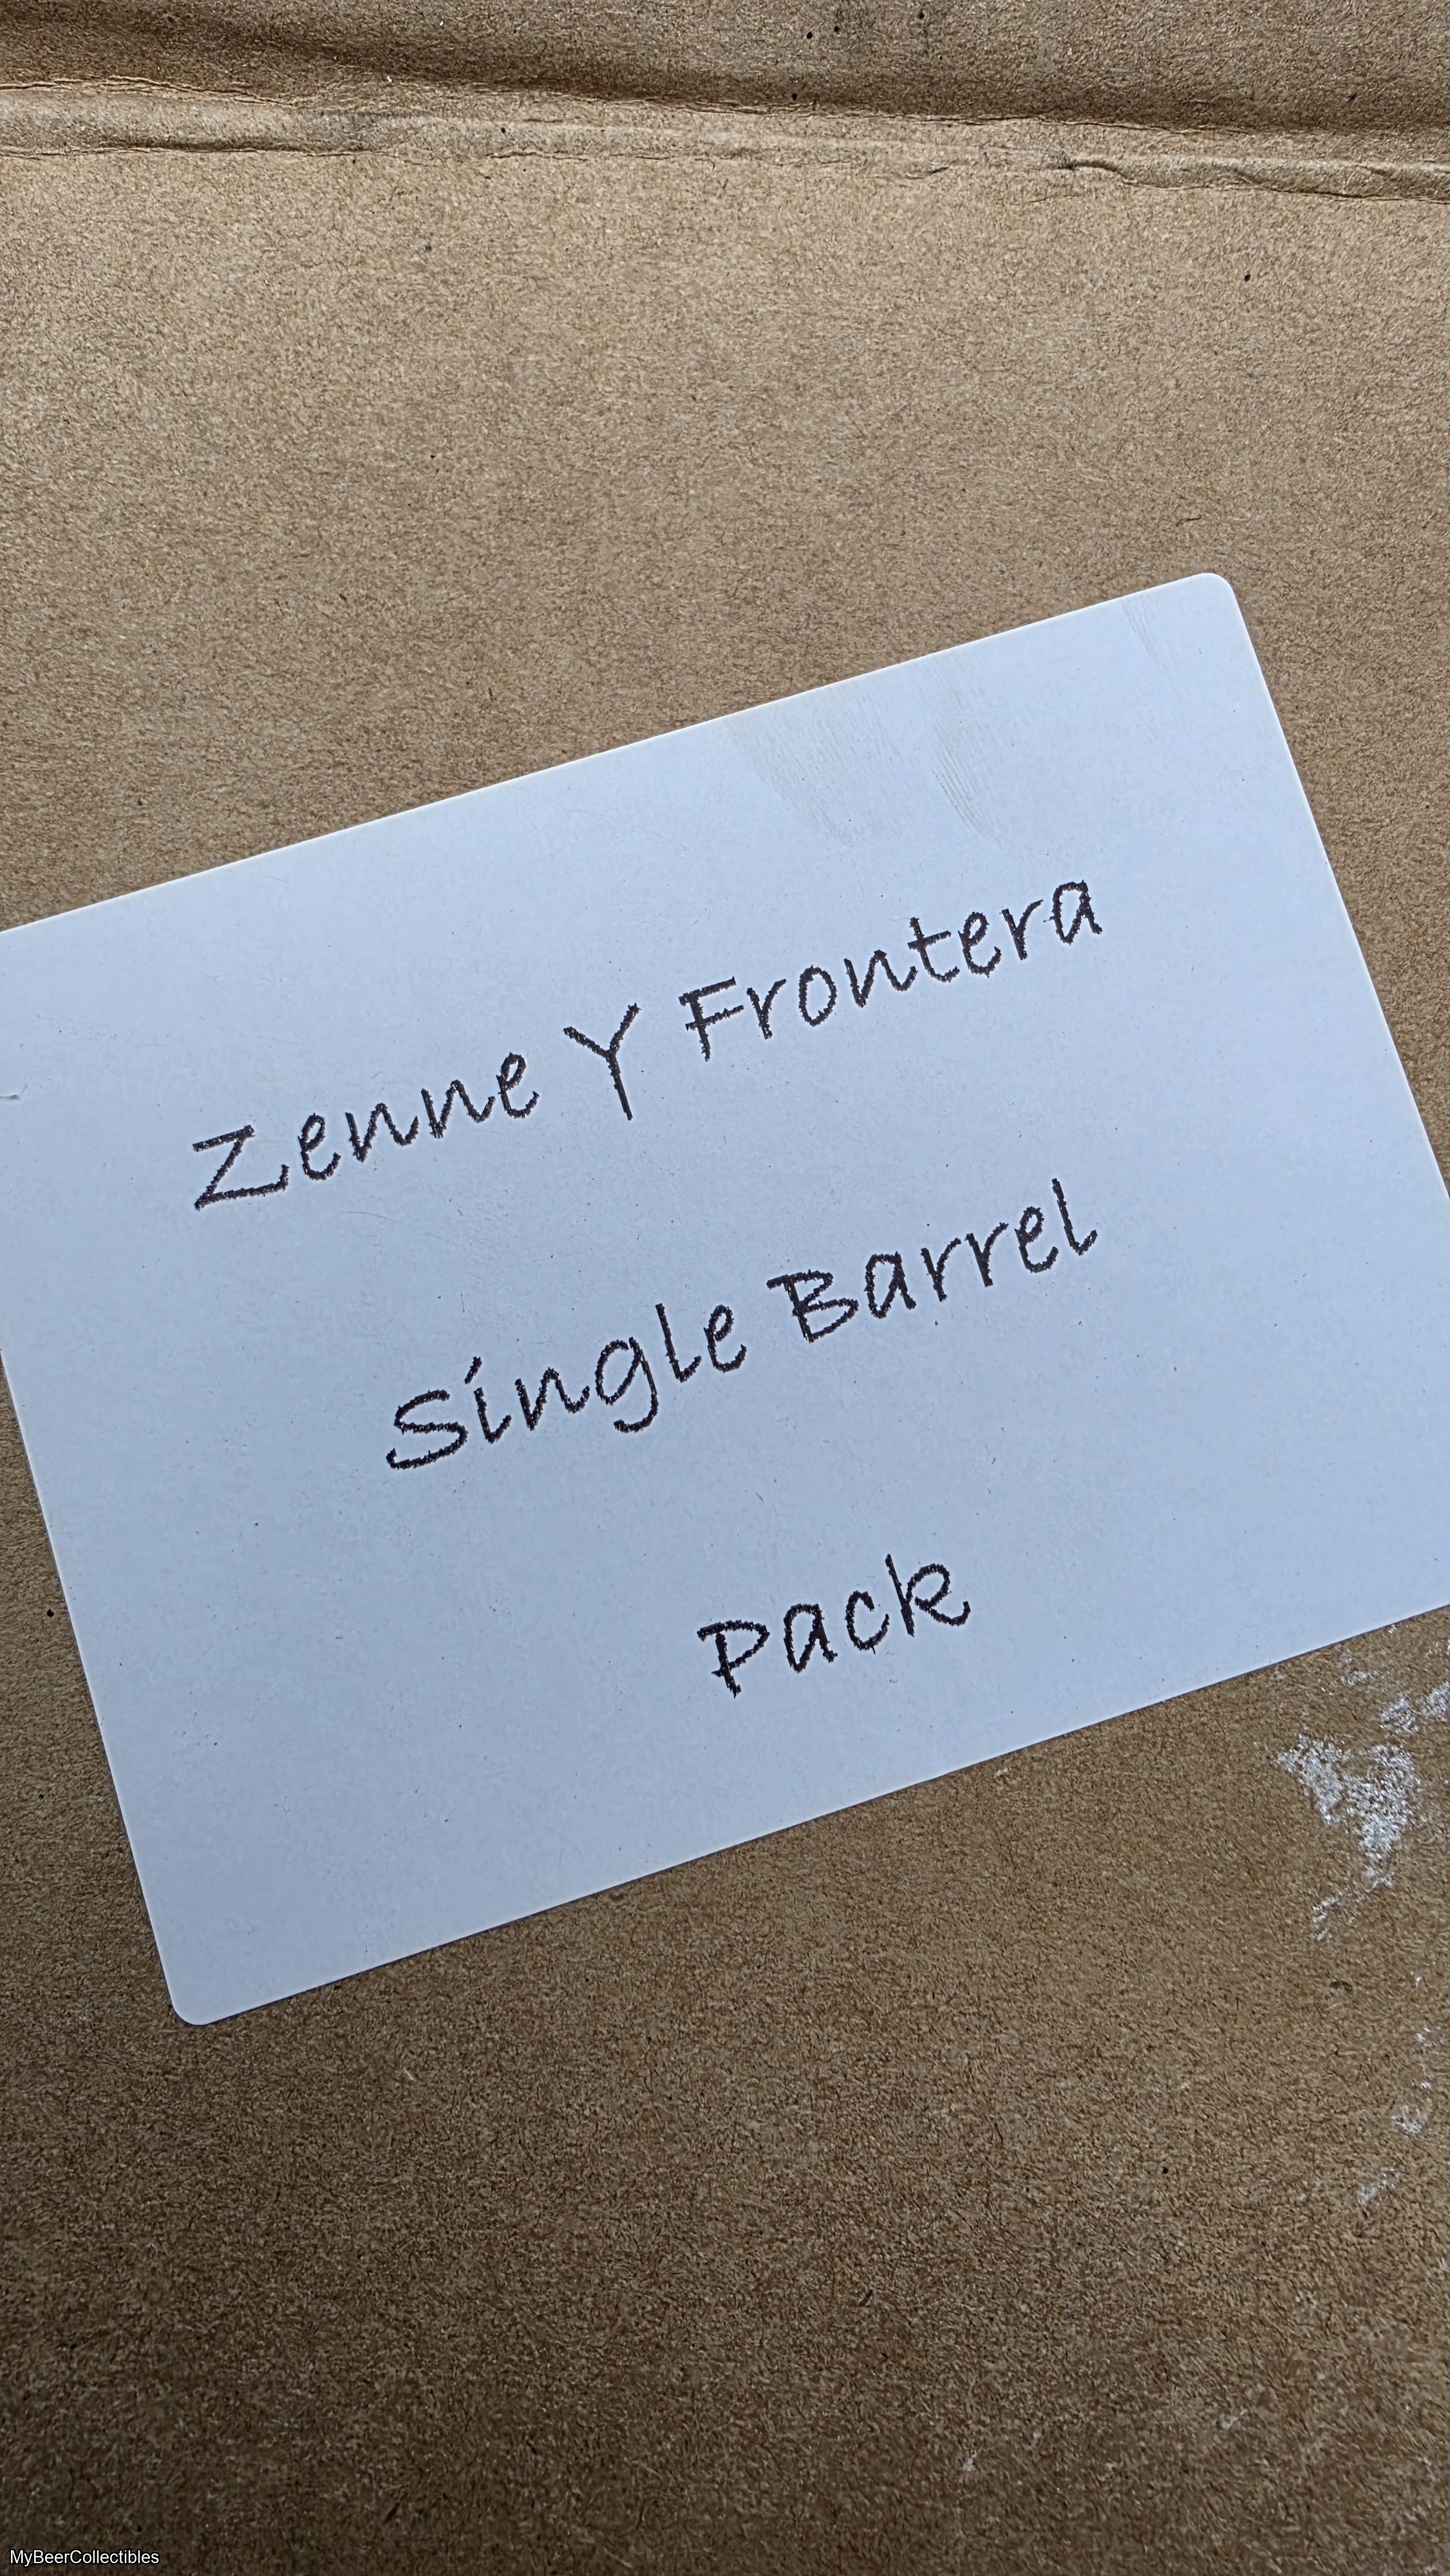 Zenne Y Frontera
Single Barrel
Pack
MyBeerCollectibles